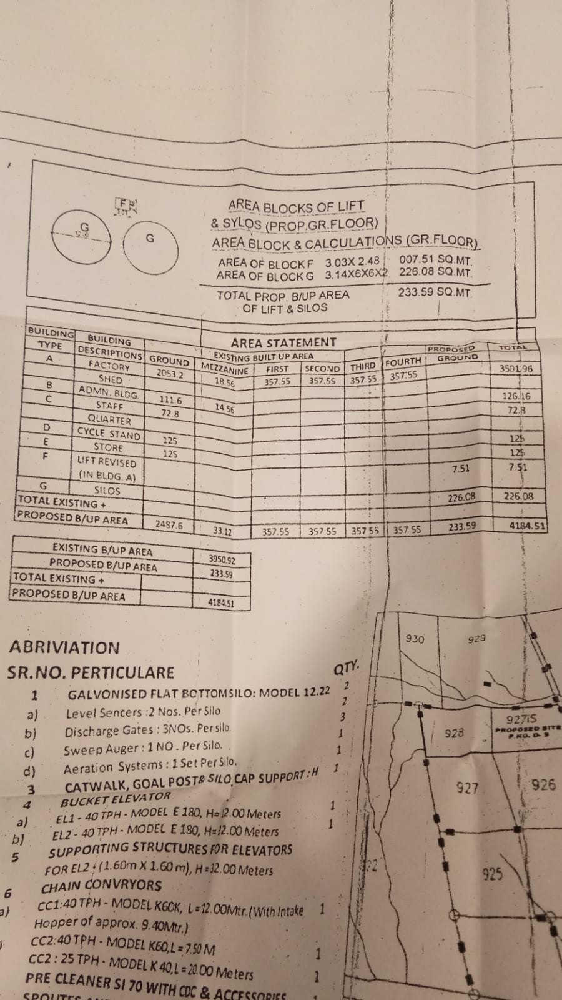 F
3.01
G
12.00
G
AREA BLOCKS OF LIFT
& SYLOS (PROP.GR.FLOOR)
AREA BLOCK & CALCULATIONS (GR.FLOOR)
AREA OF BLOCK F 3.03X 2.48 007.51 SQ.MT.
AREA OF BLOCK G 3.14X6X6X2 226.08 SQ.MT.
TOTAL PROP. B/UP AREA 233.59 SQ.MT.
OF LIFT & SILOS
AREA STATEMENT
BUILDING TYPE BUILDING DESCRIPTIONS EXISTING BUILT UP AREA PROPOSED TOTAL
GROUND MEZZANINE FIRST SECOND THIRD FOURTH GROUND
A FACTORY SHED 2053.2 18.56 357.55 357.55 357.55 357.55 3501.96
B ADMN. BLDG. 111.6 14.56 126.16
C STAFF QUARTER 72.8 72.8
D CYCLE STAND 125 125
E STORE 125 125
F LIFT REVISED (IN BLDG. A) 7.51 7.51
G SILOS 226.08 226.08
TOTAL EXISTING +
PROPOSED B/UP AREA 2487.6 33.12 357.55 357 55 357 55 357 55 233.59 4184.51
EXISTING B/UP AREA 3950.92
PROPOSED B/UP AREA 233.59
TOTAL EXISTING +
PROPOSED B/UP AREA 4184.51
ABRIVIATION
SR.NO. PERTICULARE QTY.
1 GALVONISED FLAT BOTTOMSILO: MODEL 12.22 2
a) Level Sencers :2 Nos. Per Silo 2
b) Discharge Gates : 3NOs. Per silo. 3
c) Sweep Auger : 1 NO . Per Silo. 1
d) Aeration Systems : 1 Set Per Silo. 1
3 CATWALK, GOAL POST& SILO CAP SUPPORT : H 1
4 BUCKET ELEVATOR
a) EL1 - 40 TPH - MODEL E 180, H= 2.00 Meters 1
b) EL2 - 40 TPH - MODEL E 180, H= 2.00 Meters 1
5 SUPPORTING STRUCTURES FOR ELEVATORS
FOR EL2 : (1.60m X 1.60 m), H = 2.00 Meters
6 CHAIN CONVRYORS
a) CC1:40 TPH - MODEL K60K, L=12.00Mtr. (With Intake 1
Hopper of approx. 9.40Mtr.)
CC2:40 TPH - MODEL K60,L = 7.50 M 1
CC2 : 25 TPH - MODEL K 40,L = 20.00 Meters 1
PRE CLEANER SI 70 WITH CDC & ACCESSORIES
930
929
928
927iS
PROPOSED SITE
P.NO. D- 9
927
926
925